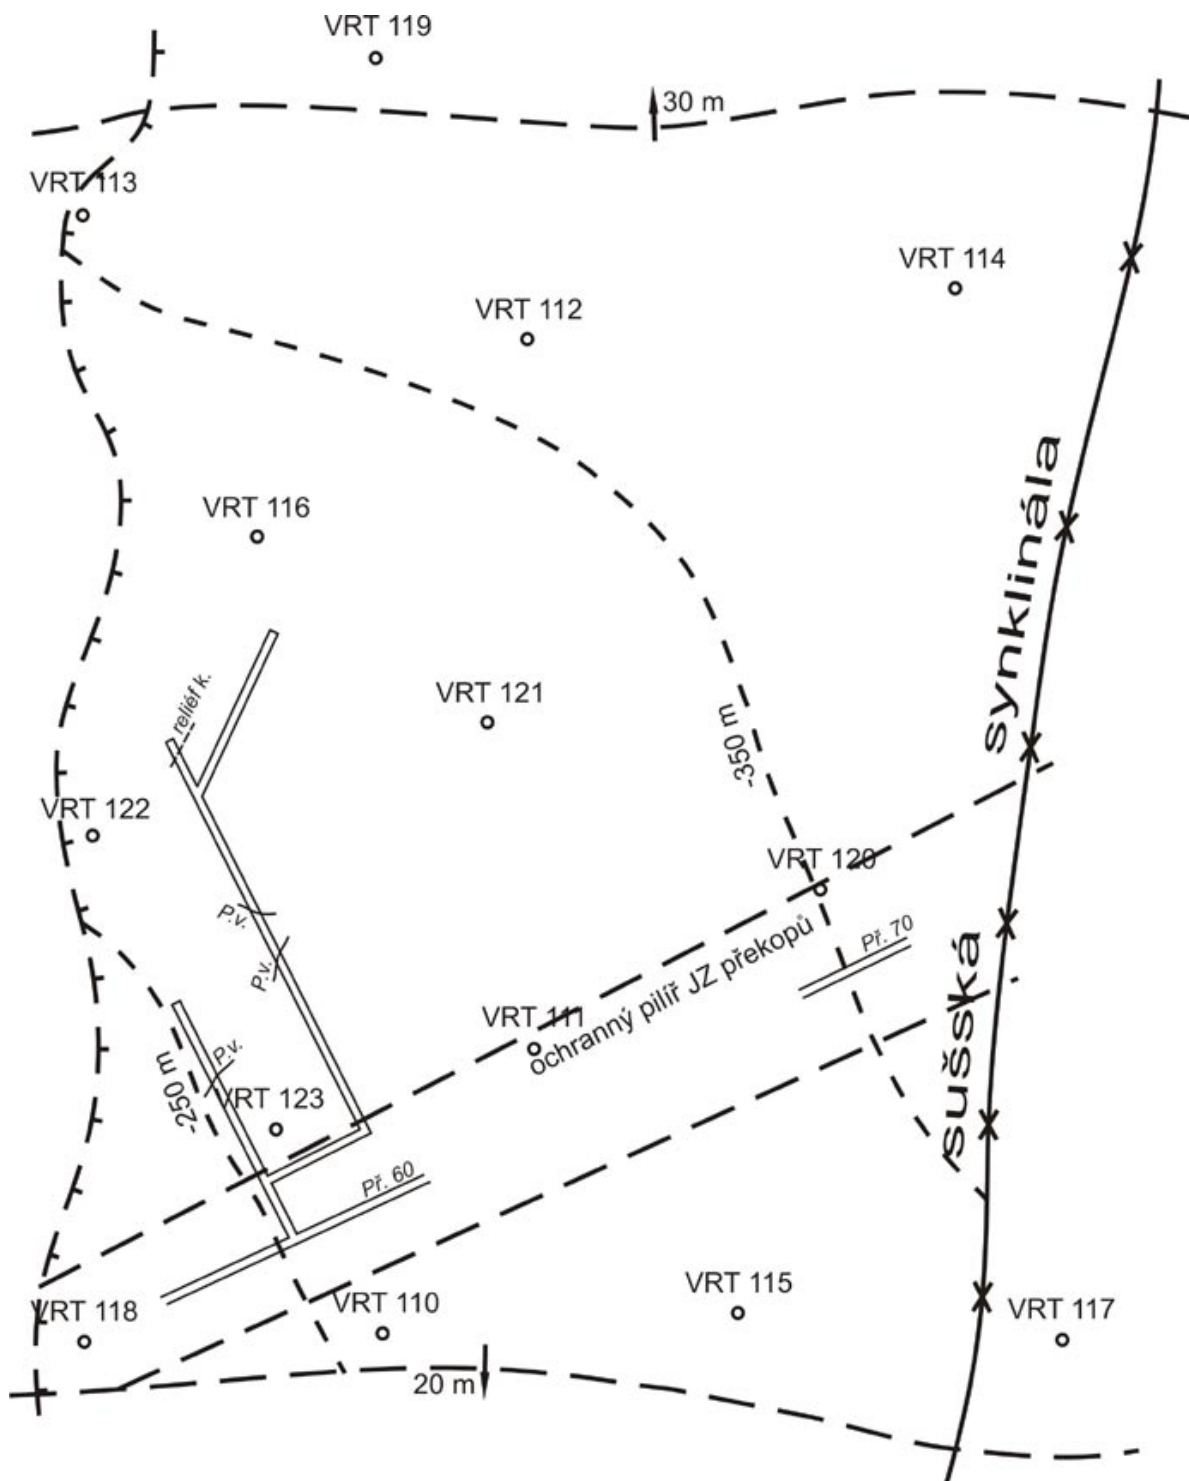 VRT 119
30 m
VRT 113
VRT 114
VRT 112
synklinála
VRT 116
reliéf k.
VRT 121
-350 m
VRT 122
VRT 120
P.v.
Př. 70
P.v.
ochranný pilíř JZ překopů
sušská
VRT 111
P.v.
-250 m
VRT 123
Př. 60
VRT 115
VRT 118
VRT 110
VRT 117
20 m